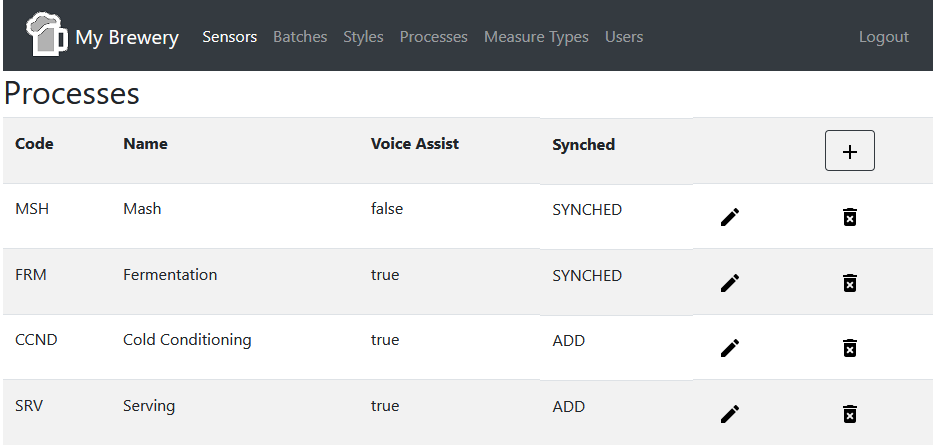 My Brewery Sensors Batches Styles Processes Measure Types Users Logout
Processes
Code Name Voice Assist Synched
MSH Mash false SYNCHED
FRM Fermentation true SYNCHED
CCND Cold Conditioning true ADD
SRV Serving true ADD